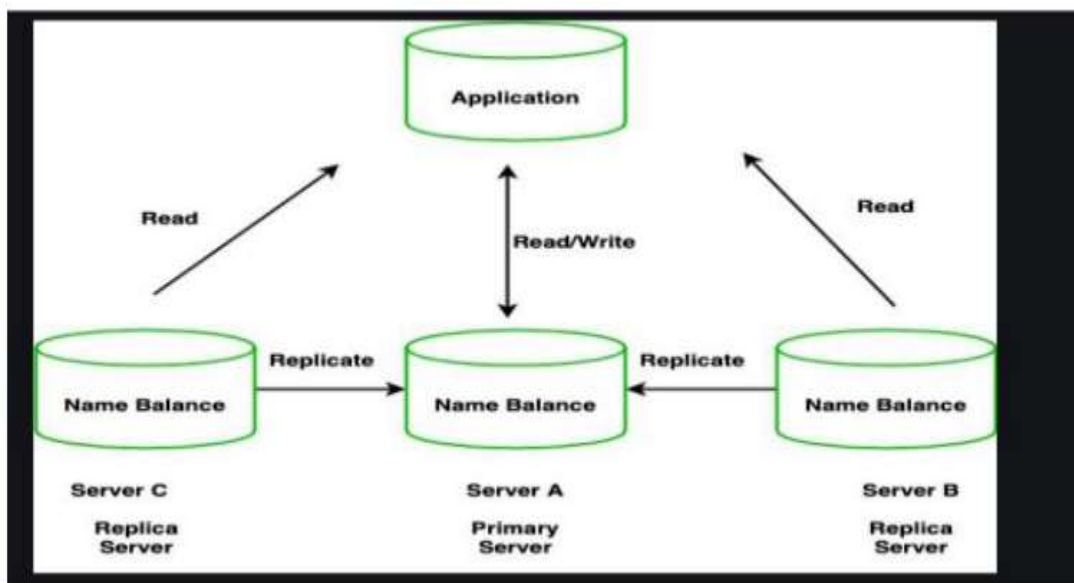 Application
Read
Read
Read/Write
Replicate
Replicate
Name Balance
Name Balance
Name Balance
Server C
Server A
Server B
Replica
Server
Primary
Server
Replica
Server